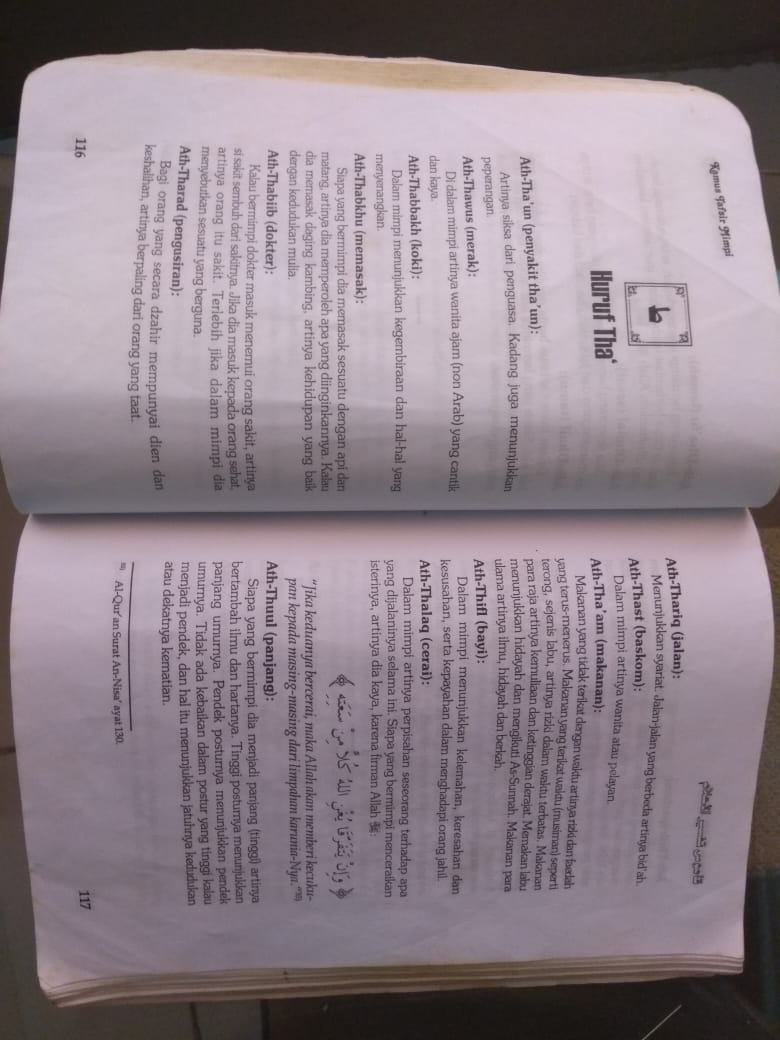 Kamus Tafsir Mimpi
ط
Huruf Tha'
Ath-Tha'un (penyakit tha'un):
Artinya siksa dari penguasa. Kadang juga menunjukkan
peperangan.
Ath-Thawus (merak):
Di dalam mimpi artinya wanita ajam (non Arab) yang cantik
dan kaya.
Ath-Thabbakh (koki):
Dalam mimpi menunjukkan kegembiraan dan hal-hal yang
menyenangkan.
Ath-Thabkhu (memasak):
Siapa yang bermimpi dia memasak sesuatu dengan api dan
matang, artinya dia memperoleh apa yang diinginkannya. Kalau
dia memasak daging kambing, artinya kehidupan yang baik
dengan kedudukan mulia.
Ath-Thabiib (dokter):
Kalau bermimpi dokter masuk menemui orang sakit, artinya
si sakit sembuh dari sakitnya. Jika dia masuk kepada orang sehat,
artinya orang itu sakit. Terlebih jika dalam mimpi dia
menyebutkan sesuatu yang berguna.
Ath-Tharad (pengusiran):
Bagi orang yang secara dzahir mempunyai dien dan
keshalihan, artinya berpaling dari orang yang taat.
116
قاموس تفسير الأحلام
Ath-Thariq (jalan):
Menunjukkan syariat. Jalan-jalan yang berbeda artinya bid'ah.
Ath-Thast (baskom):
Dalam mimpi artinya wanita atau pelayan.
Ath-Tha'am (makanan):
Makanan yang tidak terikat dengan waktu artinya rizki dan faedah
yang terus-menerus. Makanan yang terikat waktu (musiman) seperti
terong, sejenis labu, artinya rizki dalam waktu terbatas. Makanan
para raja artinya kemuliaan dan ketinggian derajat. Memakan labu
menunjukkan hidayah dan mengikuti As-Sunnah. Makanan para
ulama artinya ilmu, hidayah dan berkah.
Ath-Thifl (bayi):
Dalam mimpi menunjukkan kelemahan, keresahan dan
kesusahan, serta kepayahan dalam menghadapi orang jahil.
Ath-Thalaq (cerai):
Dalam mimpi artinya perpisahan seseorang terhadap apa
yang dijalaninya selama ini. Siapa yang bermimpi menceraikan
isterinya, artinya dia kaya, karena firman Allah ﷻ:
﴿ وَإِنْ يَتَفَرَّقَا يُغْنِ اللهُ كُلًّا مِنْ سَعَتِهِ ﴾
"Jika keduanya bercerai, maka Allah akan memberi kecuku-
pan kepada masing-masing dari limpahan karunia-Nya."
Ath-Thuul (panjang):
Siapa yang bermimpi dia menjadi panjang (tinggi) artinya
bertambah ilmu dan hartanya. Tinggi posturnya menunjukkan
panjang umurnya. Pendek posturnya menunjukkan pendek
umurnya. Tidak ada kebaikan dalam postur yang tinggi kalau
menjadi pendek, dan hal itu menunjukkan jatuhnya kedudukan
atau dekatnya kematian.
Al-Qur'an Surat An-Nisa' ayat 130.
117